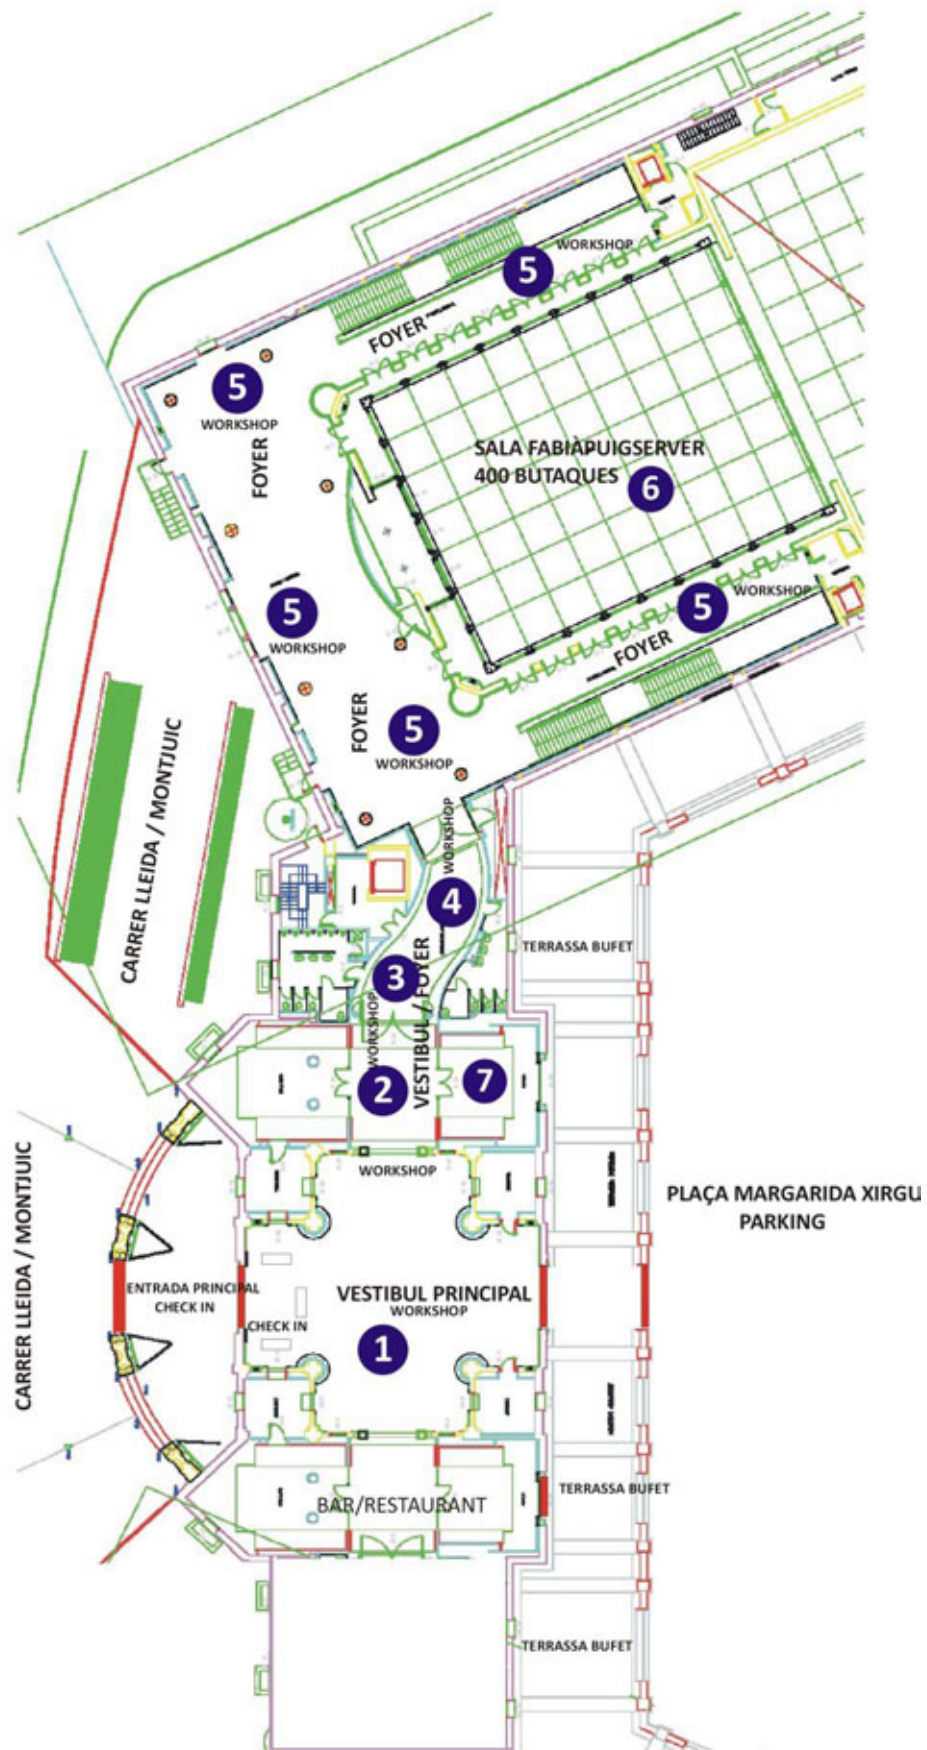 WORKSHOP
5
FOYER
5
WORKSHOP
FOYER
SALA FABIÀPUIGSERVER
400 BUTAQUES
6
5
WORKSHOP
5
WORKSHOP
FOYER
FOYER
5
WORKSHOP
CARRER LLEIDA / MONTJUIC
WORKSHOP
4
TERRASSA BUFET
3
WORKSHOP
VESTIBUL / FOYER
2
7
WORKSHOP
CARRER LLEIDA / MONTJUIC
PLAÇA MARGARIDA XIRGU
PARKING
ENTRADA PRINCIPAL
CHECK IN
VESTIBUL PRINCIPAL
WORKSHOP
CHECK IN
1
TERRASSA BUFET
BAR/RESTAURANT
TERRASSA BUFET